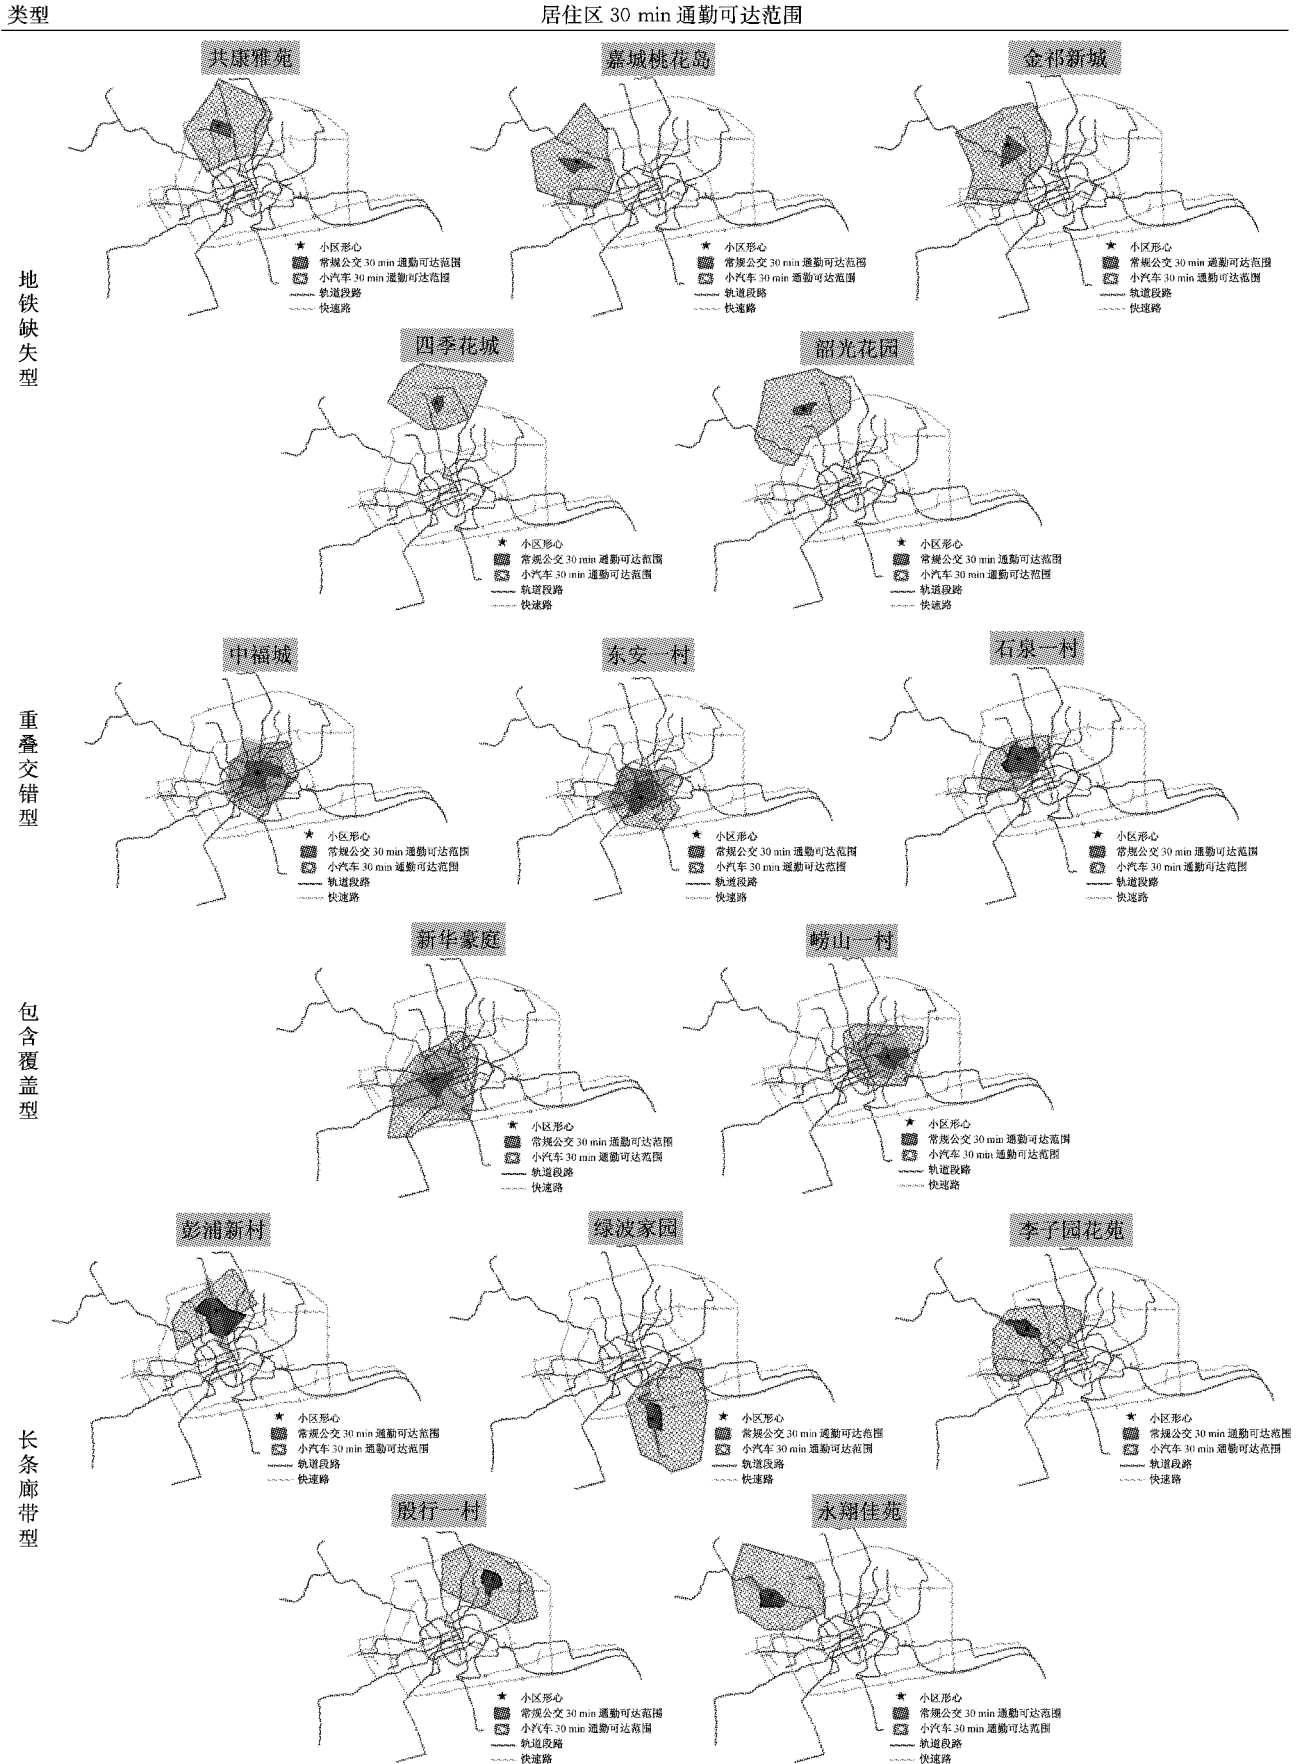 类型 居住区 30 min 通勤可达范围
共康雅苑 嘉城桃花岛 金祁新城
★ 小区形心
常规公交 30 min 通勤可达范围
小汽车 30 min 通勤可达范围
轨道段路
快速路
★ 小区形心
常规公交 30 min 通勤可达范围
小汽车 30 min 通勤可达范围
轨道段路
快速路
★ 小区形心
常规公交 30 min 通勤可达范围
小汽车 30 min 通勤可达范围
轨道段路
快速路
地铁缺失型
四季花城 韶光花园
★ 小区形心
常规公交 30 min 通勤可达范围
小汽车 30 min 通勤可达范围
轨道段路
快速路
★ 小区形心
常规公交 30 min 通勤可达范围
小汽车 30 min 通勤可达范围
轨道段路
快速路
中福城 东安一村 石泉一村
重叠交错型
★ 小区形心
常规公交 30 min 通勤可达范围
小汽车 30 min 通勤可达范围
轨道段路
快速路
★ 小区形心
常规公交 30 min 通勤可达范围
小汽车 30 min 通勤可达范围
轨道段路
快速路
★ 小区形心
常规公交 30 min 通勤可达范围
小汽车 30 min 通勤可达范围
轨道段路
快速路
新华豪庭 崂山一村
包含覆盖型
★ 小区形心
常规公交 30 min 通勤可达范围
小汽车 30 min 通勤可达范围
轨道段路
快速路
★ 小区形心
常规公交 30 min 通勤可达范围
小汽车 30 min 通勤可达范围
轨道段路
快速路
彭浦新村 绿波家园 李子园花苑
★ 小区形心
常规公交 30 min 通勤可达范围
小汽车 30 min 通勤可达范围
轨道段路
快速路
★ 小区形心
常规公交 30 min 通勤可达范围
小汽车 30 min 通勤可达范围
轨道段路
快速路
★ 小区形心
常规公交 30 min 通勤可达范围
小汽车 30 min 通勤可达范围
轨道段路
快速路
长条廊带型
殷行一村 永翔佳苑
★ 小区形心
常规公交 30 min 通勤可达范围
小汽车 30 min 通勤可达范围
轨道段路
快速路
★ 小区形心
常规公交 30 min 通勤可达范围
小汽车 30 min 通勤可达范围
轨道段路
快速路